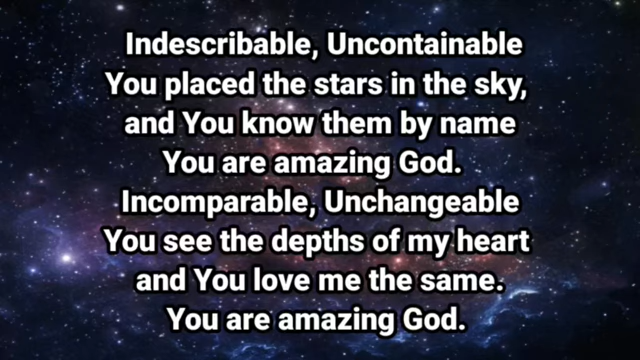 Indescribable, Uncontainable
You placed the stars in the sky,
and You know them by name
You are amazing God.
Incomparable, Unchangeable
You see the depths of my heart
and You love me the same.
You are amazing God.